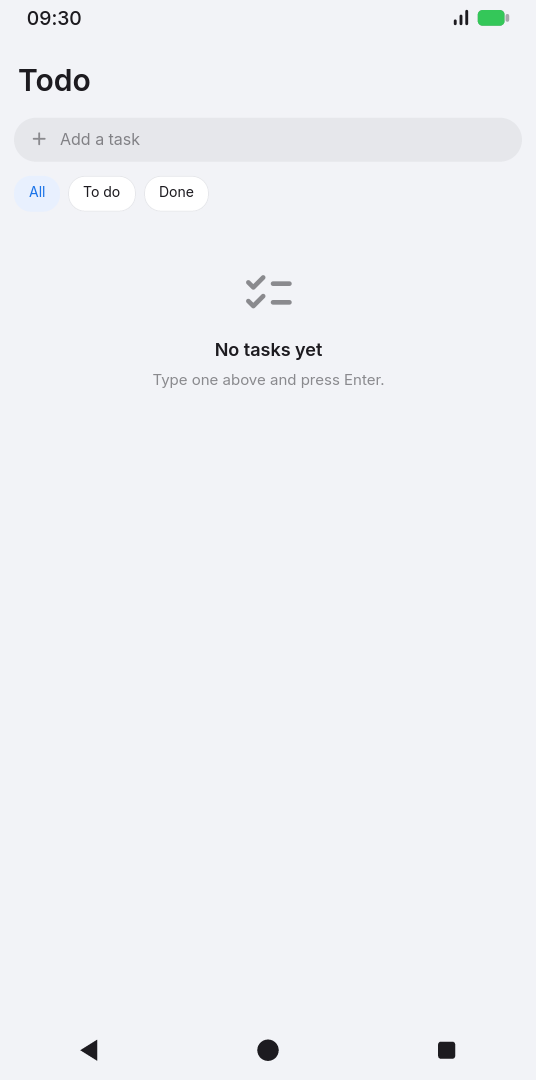 09:30
Todo
Add a task
All To do Done
No tasks yet
Type one above and press Enter.